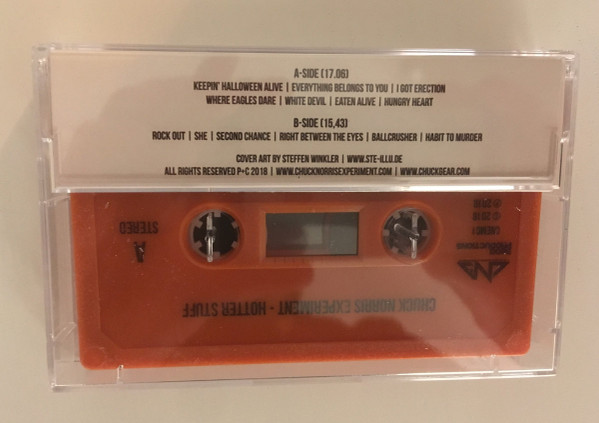 A-SIDE (17.06)
KEEPIN' HALLOWEEN ALIVE | EVERYTHING BELONGS TO YOU | I GOT ERECTION
WHERE EAGLES DARE | WHITE DEVIL | EATEN ALIVE | HUNGRY HEART
B-SIDE (15,43)
ROCK OUT | SHE | SECOND CHANCE | RIGHT BETWEEN THE EYES | BALLCRUSHER | HABIT TO MURDER
COVER ART BY STEFFEN WINKLER | WWW.STE-ILLU.DE
ALL RIGHTS RESERVED P+C 2018 | WWW.CHUCKNORRISEXPERIMENT.COM | WWW.CHUCKGEAR.COM
CHUCK NORRIS EXPERIMENT - HOTTER STUFF
A
STEREO
PRODUCTIONS
© 2018
℗ 2018